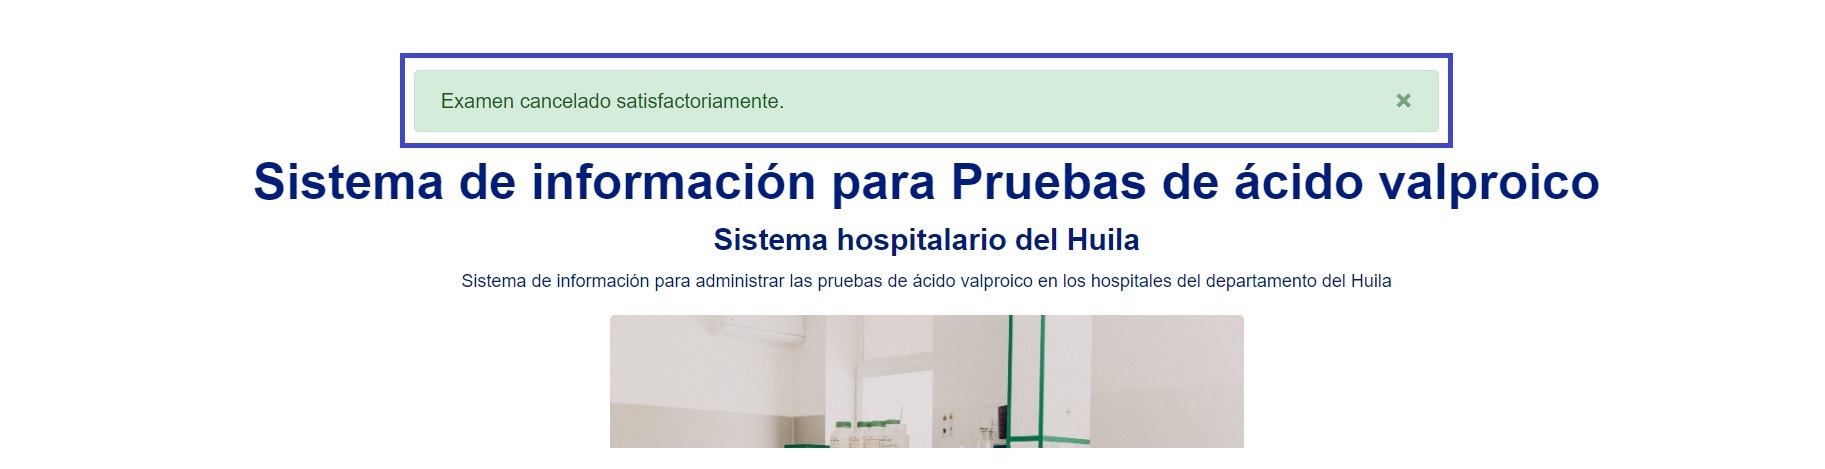 Examen cancelado satisfactoriamente. ×
Sistema de información para Pruebas de ácido valproico
Sistema hospitalario del Huila
Sistema de información para administrar las pruebas de ácido valproico en los hospitales del departamento del Huila